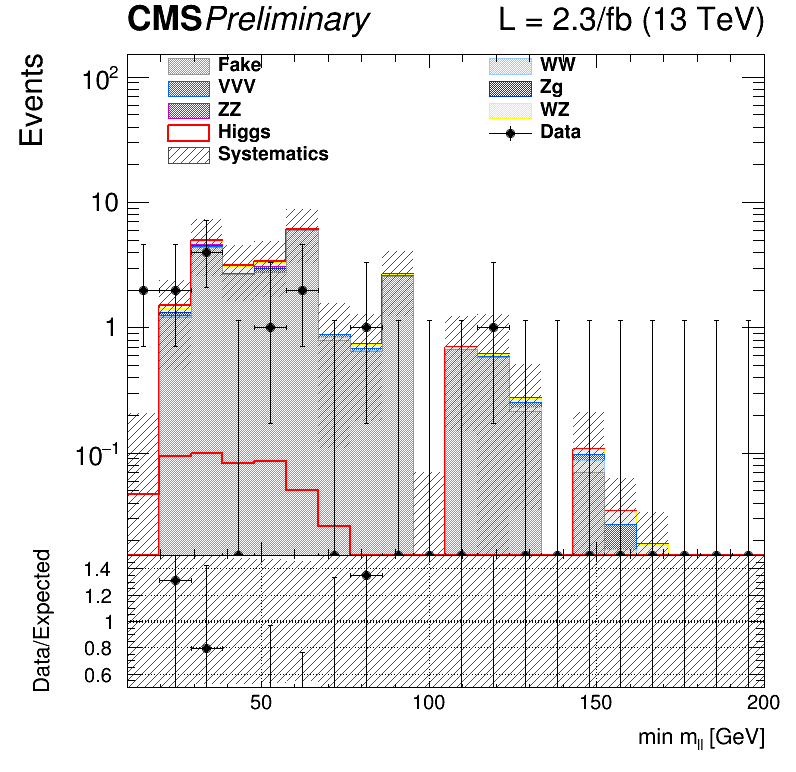 CMS Preliminary L = 2.3/fb (13 TeV)
Events
10²
10
1
10⁻¹
Fake
VVV
ZZ
Higgs
Systematics
WW
Zg
WZ
Data
Data/Expected
1.4
1.2
1
0.8
0.6
50 100 150 200
min m_ll [GeV]